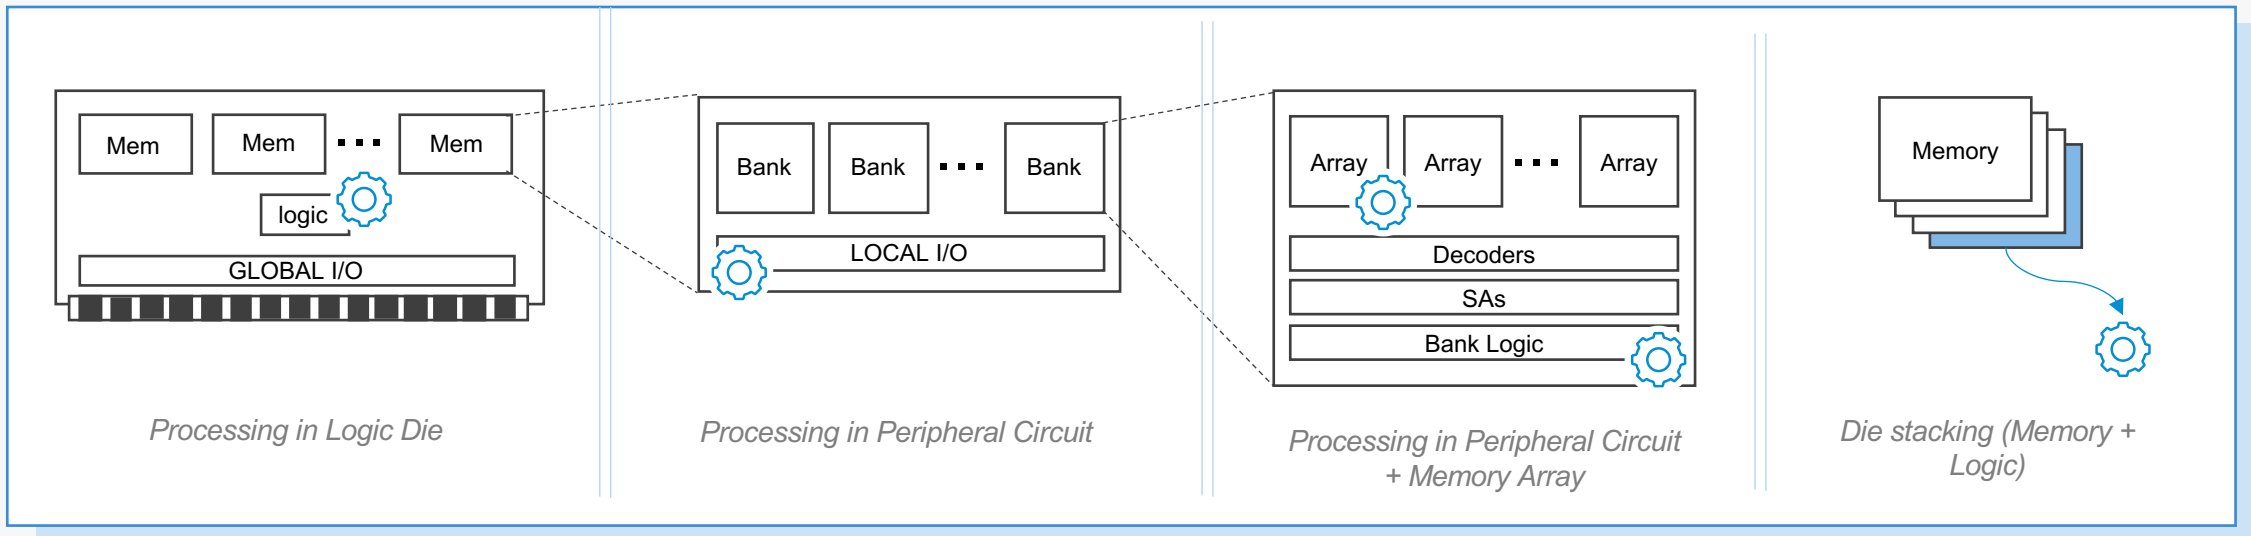 Mem
Mem
Mem
logic
GLOBAL I/O
Processing in Logic Die
Bank
Bank
Bank
LOCAL I/O
Processing in Peripheral Circuit
Array
Array
Array
Decoders
SAs
Bank Logic
Processing in Peripheral Circuit
+ Memory Array
Memory
Die stacking (Memory +
Logic)